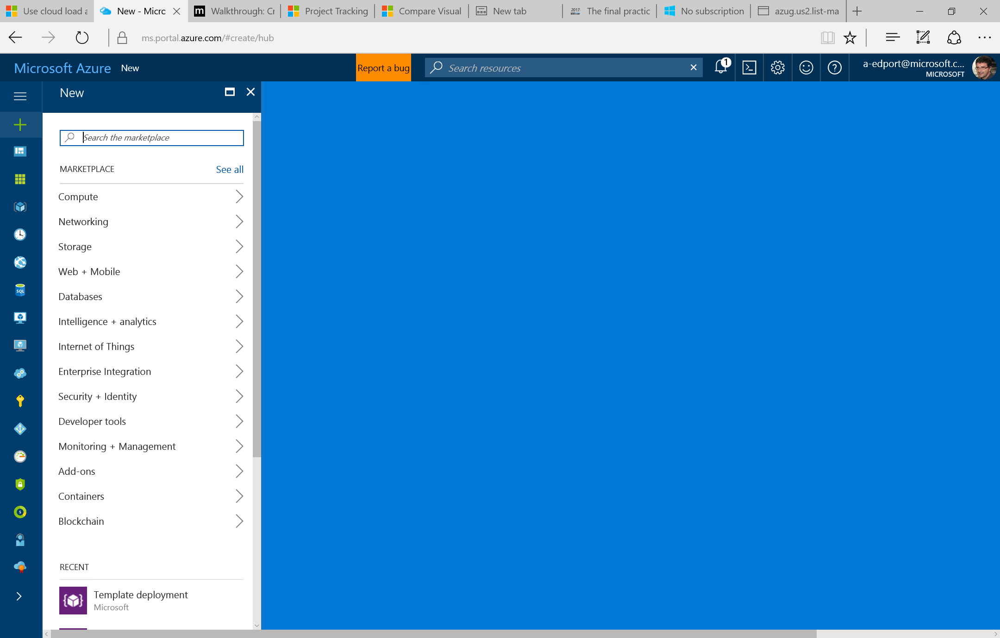 Use cloud load a
New - Micrc
m
Walkthrough: Cr
Project Tracking
Compare Visual
New tab
2017
The final practic
No subscription
azug.us2.list-ma
ms.portal.azure.com/#create/hub
Microsoft Azure
New
Report a bug
Search resources
1
a-edport@microsoft.c...
MICROSOFT
New
Search the marketplace
MARKETPLACE
See all
Compute
Networking
Storage
Web + Mobile
Databases
SQL
Intelligence + analytics
Internet of Things
Enterprise Integration
Security + Identity
Developer tools
Monitoring + Management
Add-ons
Containers
$
Blockchain
RECENT
Template deployment
Microsoft